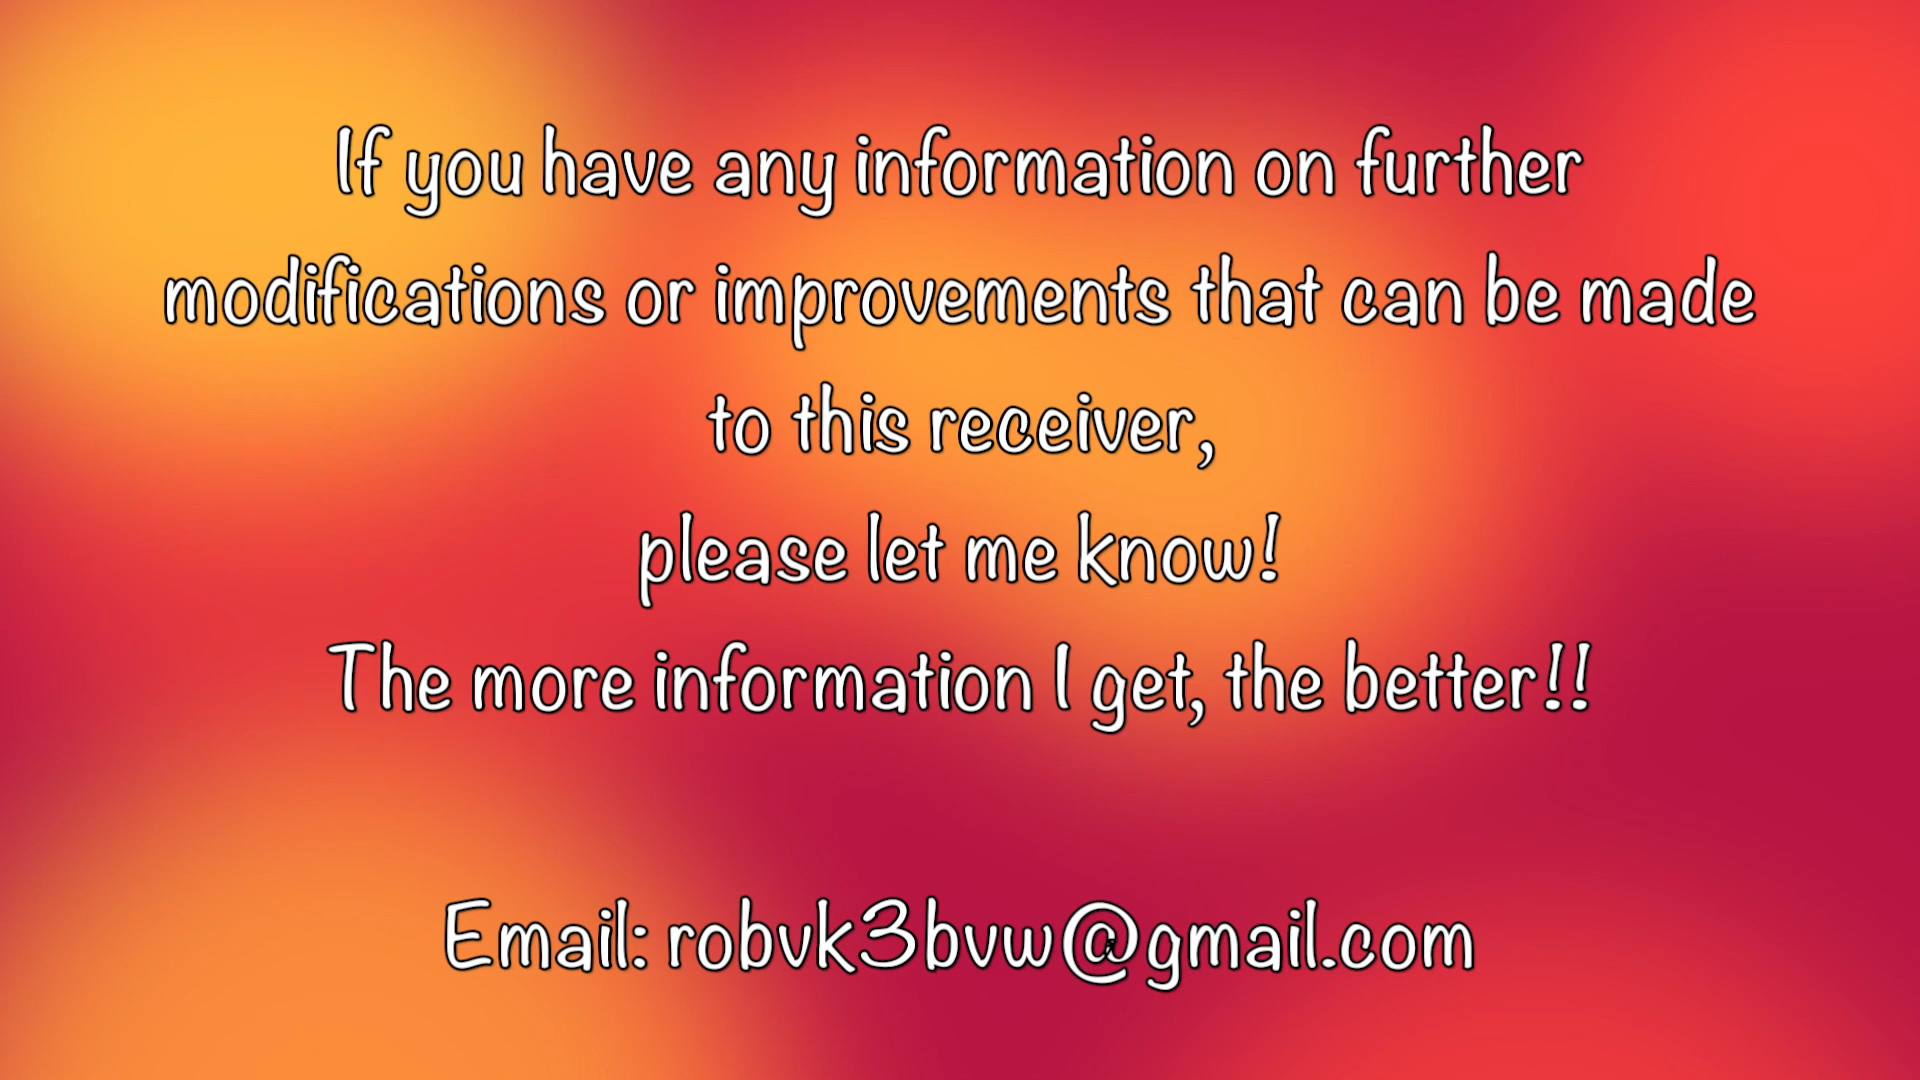 If you have any information on further
modifications or improvements that can be made
to this receiver,
please let me know!
The more information I get, the better!!
Email: robvk3bvw@gmail.com